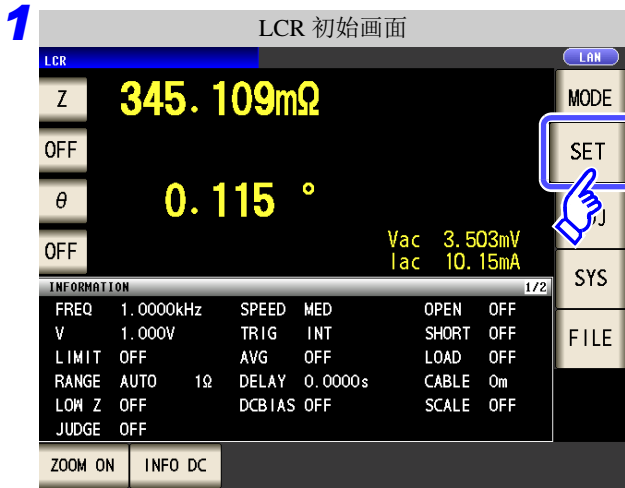 1
LCR 初始画面
LCR
LAN
Z
345.109mΩ
MODE
OFF
SET
θ
0.115 °
OFF
Vac 3.503mV
Iac 10.15mA
SYS
INFORMATION
1/2
FREQ 1.0000kHz SPEED MED OPEN OFF
V 1.000V TRIG INT SHORT OFF
FILE
LIMIT OFF AVG OFF LOAD OFF
RANGE AUTO 1Ω DELAY 0.0000s CABLE 0m
LOW Z OFF DCBIAS OFF SCALE OFF
JUDGE OFF
ZOOM ON INFO DC